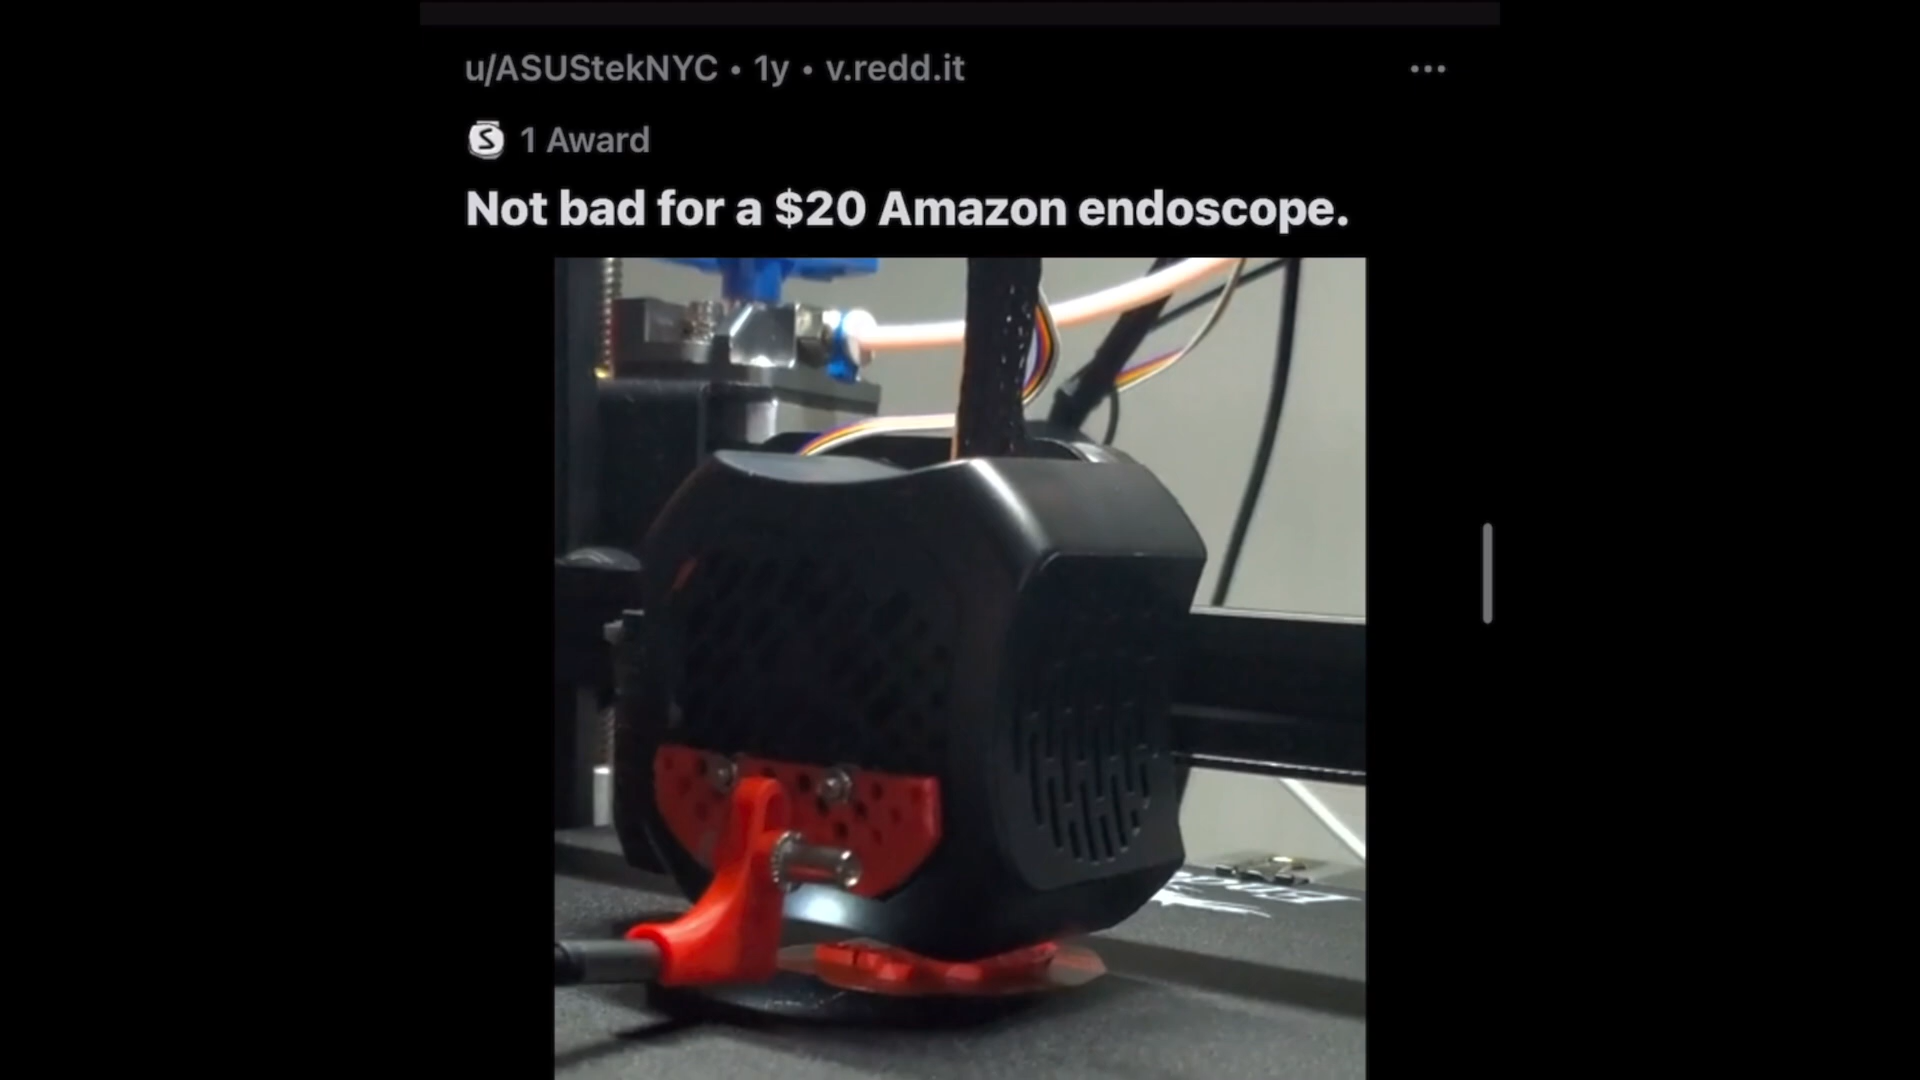 u/ASUStekNYC • 1y • v.redd.it
1 Award
Not bad for a $20 Amazon endoscope.